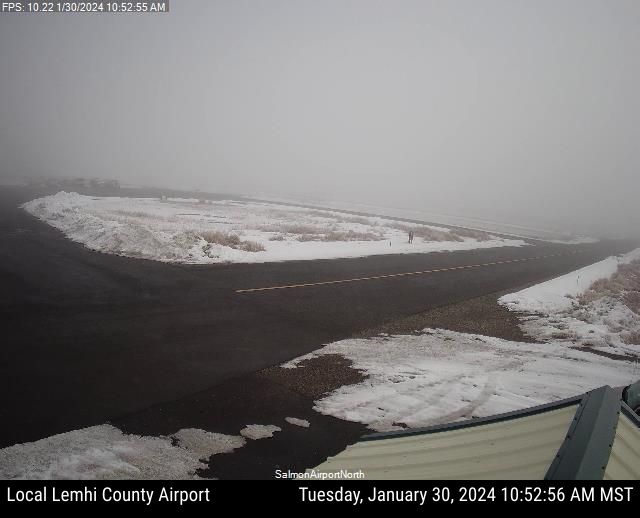 FPS: 10.22 1/30/2024 10:52:55 AM
SalmonAirportNorth
Local Lemhi County Airport
Tuesday, January 30, 2024 10:52:56 AM MST